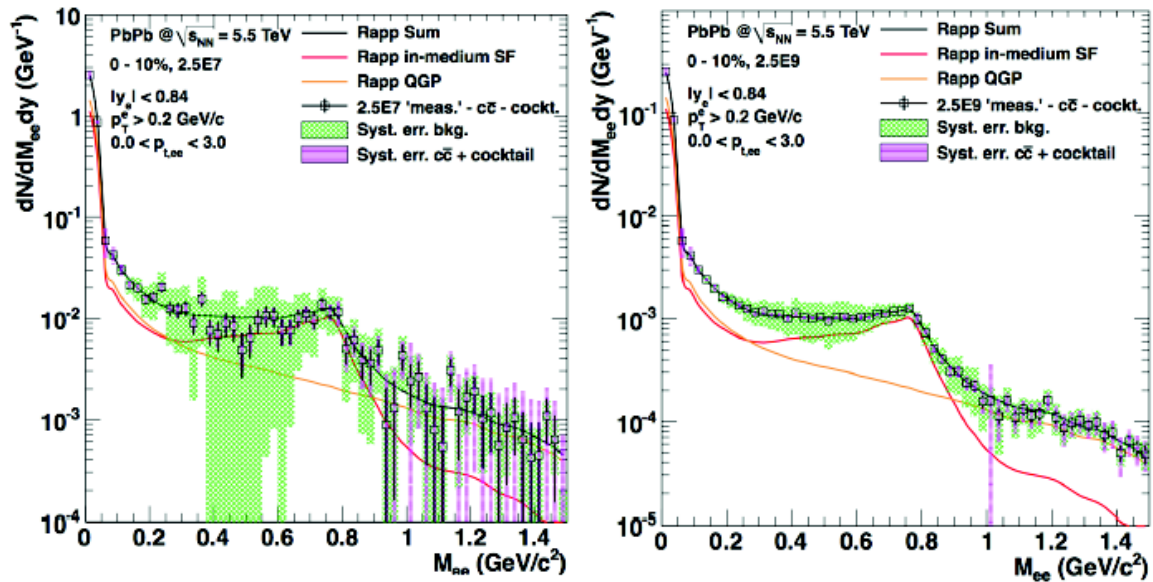 PbPb @ √sNN = 5.5 TeV
0 - 10%, 2.5E7
|ye| < 0.84
pTe > 0.2 GeV/c
0.0 < pt,ee < 3.0
Rapp Sum
Rapp in-medium SF
Rapp QGP
2.5E7 'meas.' - cc̄ - cockt.
Syst. err. bkg.
Syst. err. cc̄ + cocktail
dN/dMeedy (GeV-1)
10
1
10-1
10-2
10-3
10-4
0 0.2 0.4 0.6 0.8 1 1.2 1.4
Mee (GeV/c2)
PbPb @ √sNN = 5.5 TeV
0 - 10%, 2.5E9
|ye| < 0.84
pTe > 0.2 GeV/c
0.0 < pt,ee < 3.0
Rapp Sum
Rapp in-medium SF
Rapp QGP
2.5E9 'meas.' - cc̄ - cockt.
Syst. err. bkg.
Syst. err. cc̄ + cocktail
dN/dMeedy (GeV-1)
1
10-1
10-2
10-3
10-4
10-5
0 0.2 0.4 0.6 0.8 1 1.2 1.4
Mee (GeV/c2)